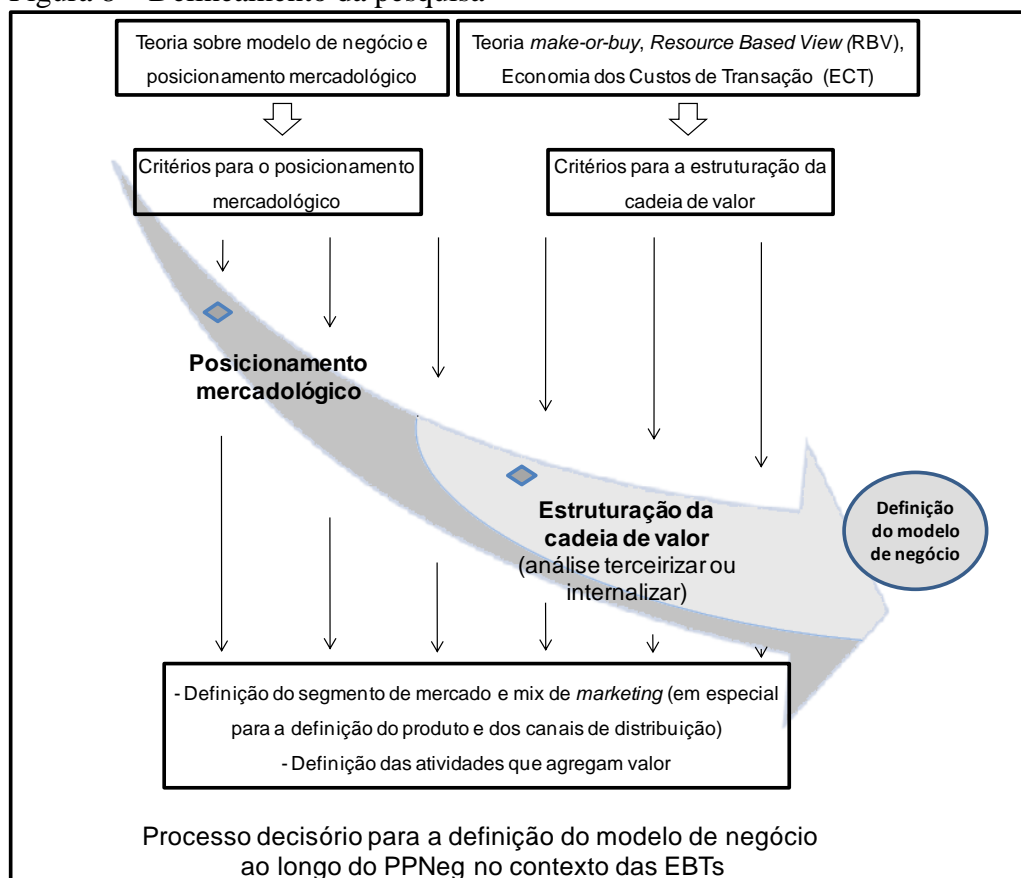 Figura 8 – Delineamento da pesquisa
Teoria sobre modelo de negócio e
posicionamento mercadológico
Teoria make-or-buy, Resource Based View (RBV),
Economia dos Custos de Transação (ECT)
Critérios para o posicionamento
mercadológico
Critérios para a estruturação da
cadeia de valor
Posicionamento
mercadológico
Estruturação da
cadeia de valor
(análise terceirizar ou
internalizar)
Definição
do modelo
de negócio
- Definição do segmento de mercado e mix de marketing (em especial
para a definição do produto e dos canais de distribuição)
- Definição das atividades que agregam valor
Processo decisório para a definição do modelo de negócio
ao longo do PPNeg no contexto das EBTs